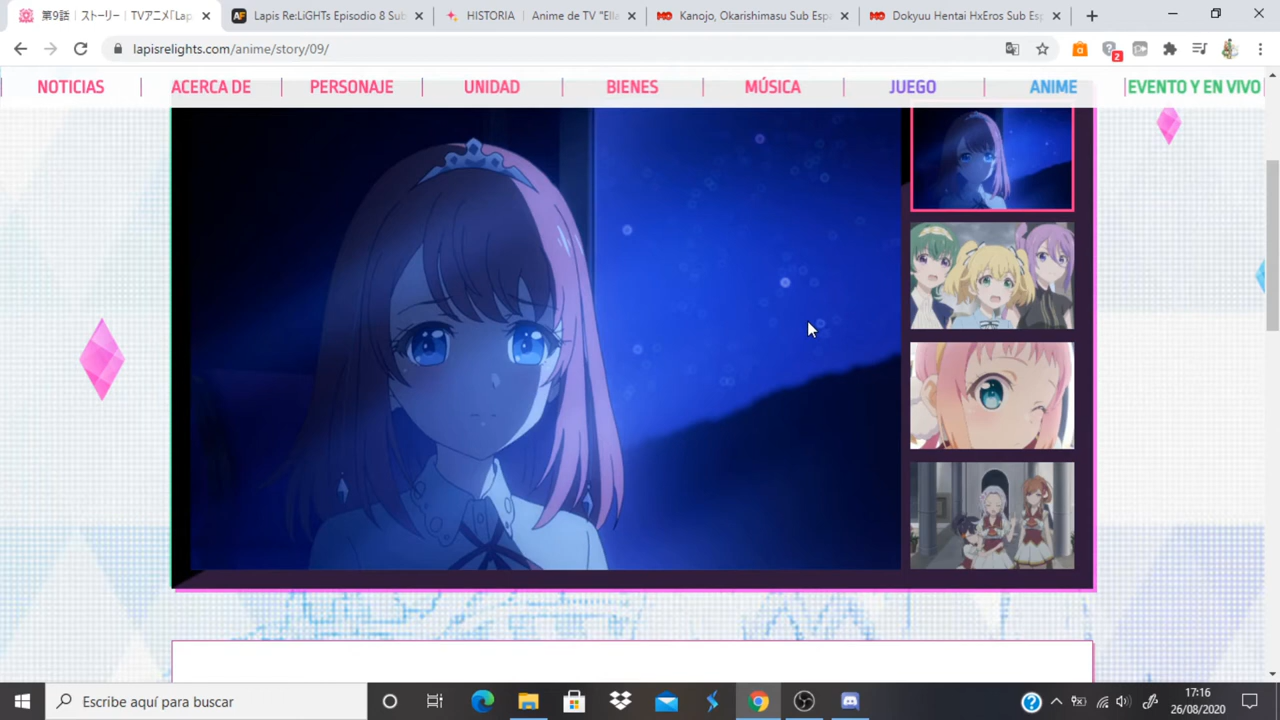 第9話 | ストーリー | TVアニメ「Lap
Lapis Re:LiGHTs Episodio 8 Sub
HISTORIA | Anime de TV "Ella
Kanojo, Okarishimasu Sub Espa
Dokyuu Hentai HxEros Sub Esp
lapisrelights.com/anime/story/09/
2
NOTICIAS
ACERCA DE
PERSONAJE
UNIDAD
BIENES
MÚSICA
JUEGO
ANIME
EVENTO Y EN VIVO
Escribe aquí para buscar
17:16
26/08/2020